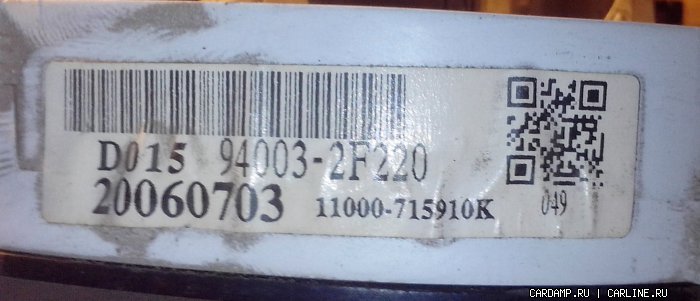 D015 94003-2F220
20060703 11000-715910K
049
CARDAMP.RU | CARLINE.RU